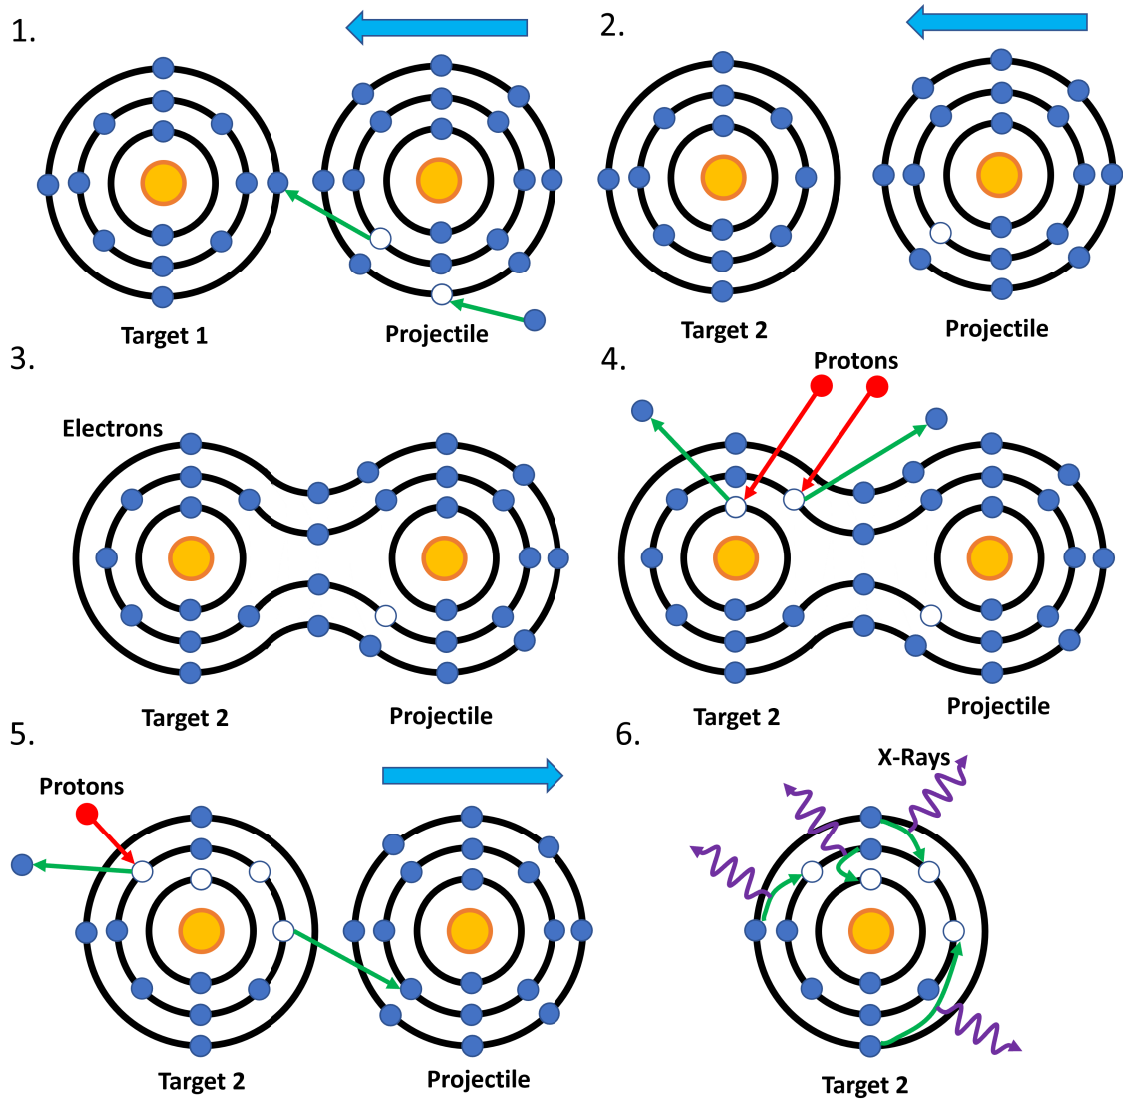 1.
2.
Target 1
Projectile
Target 2
Projectile
3.
4.
Protons
Electrons
Target 2
Projectile
Target 2
Projectile
5.
6.
Protons
X-Rays
Target 2
Projectile
Target 2